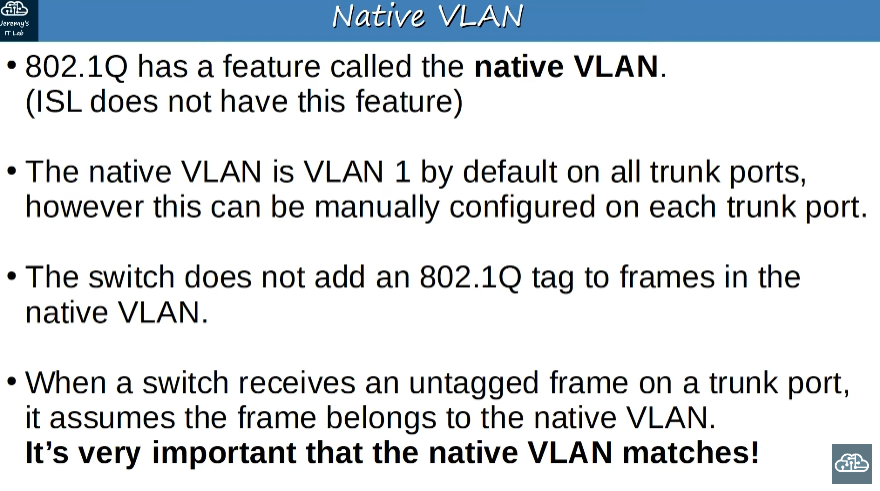 Jeremy's
IT Lab
Native VLAN
• 802.1Q has a feature called the native VLAN.
(ISL does not have this feature)
• The native VLAN is VLAN 1 by default on all trunk ports,
however this can be manually configured on each trunk port.
• The switch does not add an 802.1Q tag to frames in the
native VLAN.
• When a switch receives an untagged frame on a trunk port,
it assumes the frame belongs to the native VLAN.
It's very important that the native VLAN matches!